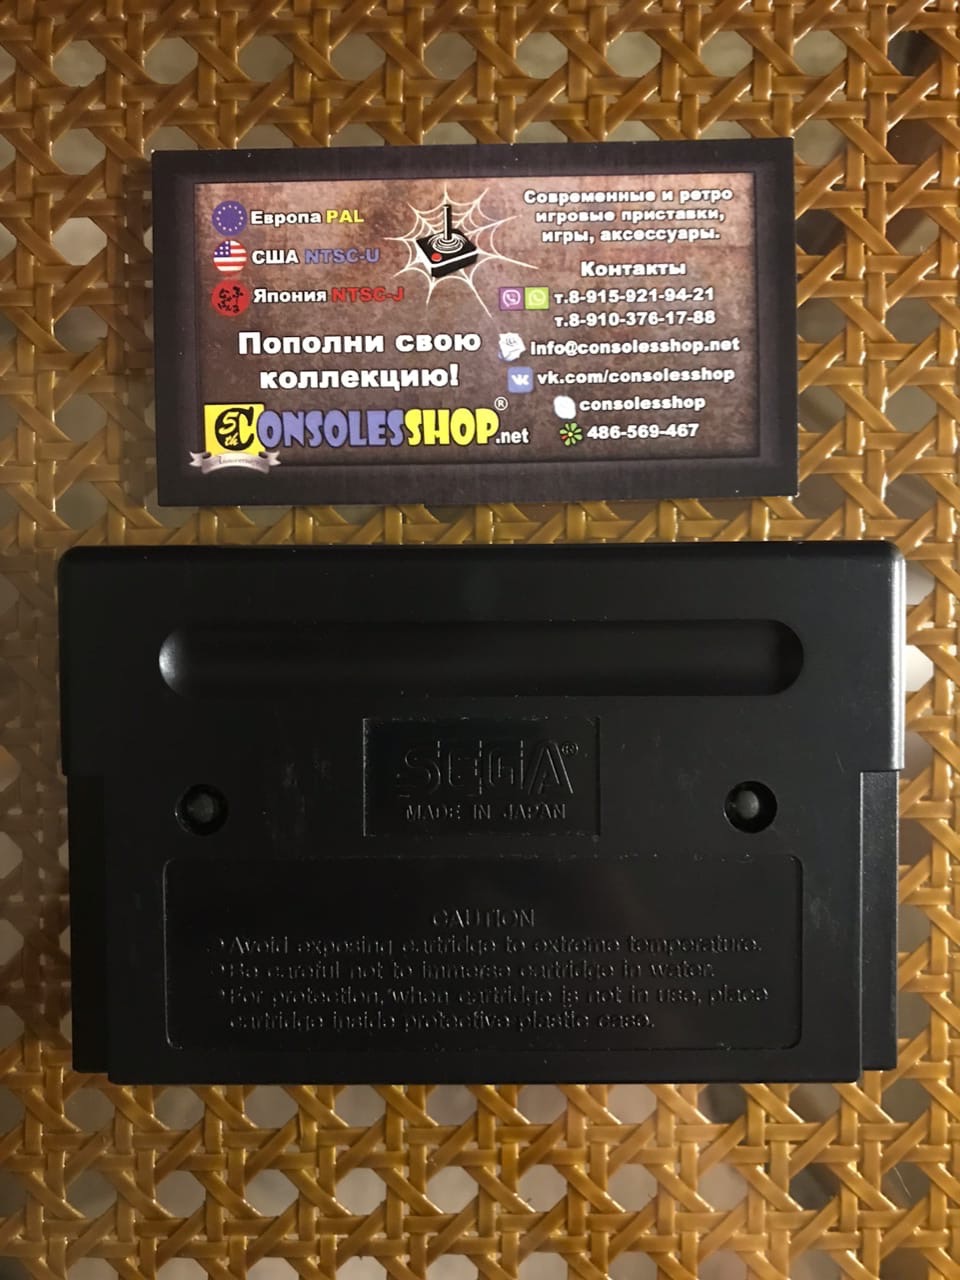 Европа PAL
США NTSC-U
Япония NTSC-J
Пополни свою
коллекцию!
5th
CONSOLESSHOP.net
®
Современные и ретро
игровые приставки,
игры, аксессуары.
Контакты
т.8-915-921-94-21
т.8-910-376-17-88
info@consolesshop.net
vk.com/consolesshop
consolesshop
486-569-467
SEGA®
MADE IN JAPAN
CAUTION
•Avoid exposing cartridge to extreme temperature.
•Be careful not to immerse cartridge in water.
•For protection, when cartridge is not in use, place
cartridge inside protective plastic case.